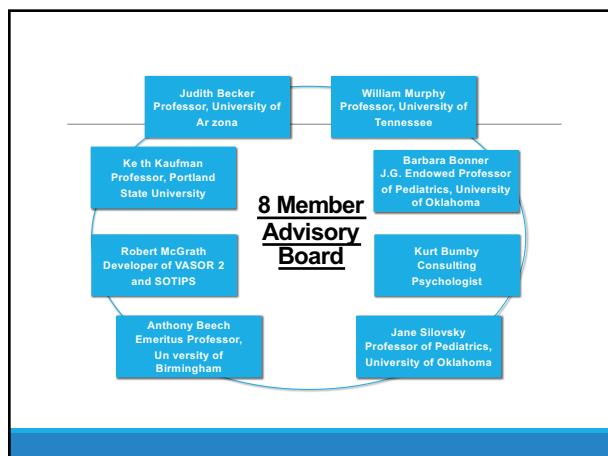 Judith Becker
Professor, University of
Ar zona
William Murphy
Professor, University of
Tennessee
Ke th Kaufman
Professor, Portland
State University
Barbara Bonner
J.G. Endowed Professor
of Pediatrics, University
of Oklahoma
8 Member
Advisory
Board
Robert McGrath
Developer of VASOR 2
and SOTIPS
Kurt Bumby
Consulting
Psychologist
Anthony Beech
Emeritus Professor,
Un versity of
Birmingham
Jane Silovsky
Professor of Pediatrics,
University of Oklahoma